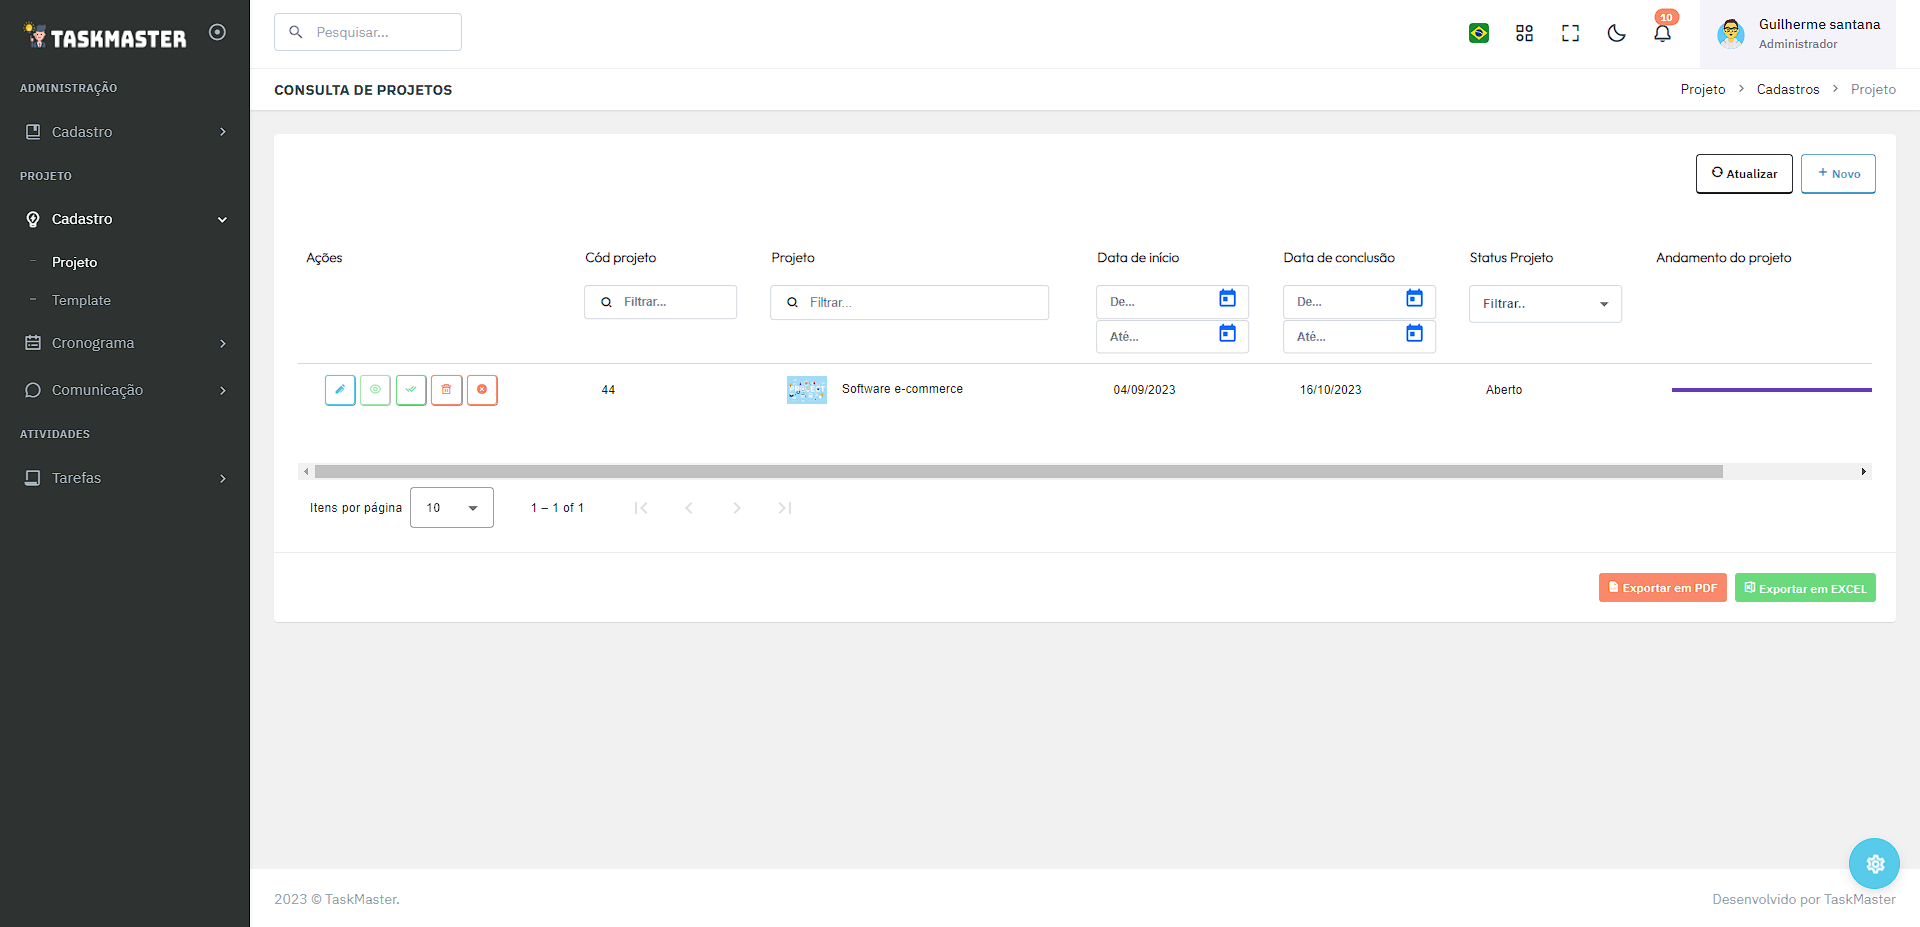 TASKMASTER
Pesquisar...
10
Guilherme santana
Administrador
ADMINISTRAÇÃO
Cadastro
PROJETO
Cadastro
Projeto
Template
Cronograma
Comunicação
ATIVIDADES
Tarefas
CONSULTA DE PROJETOS
Projeto > Cadastros > Projeto
Atualizar
+ Novo
Ações Cód projeto Projeto Data de início Data de conclusão Status Projeto Andamento do projeto
Filtrar... Filtrar... De... De... Filtrar..
Até... Até...
44 Software e-commerce 04/09/2023 16/10/2023 Aberto
Itens por página 10 1 – 1 of 1
Exportar em PDF
Exportar em EXCEL
2023 © TaskMaster.
Desenvolvido por TaskMaster